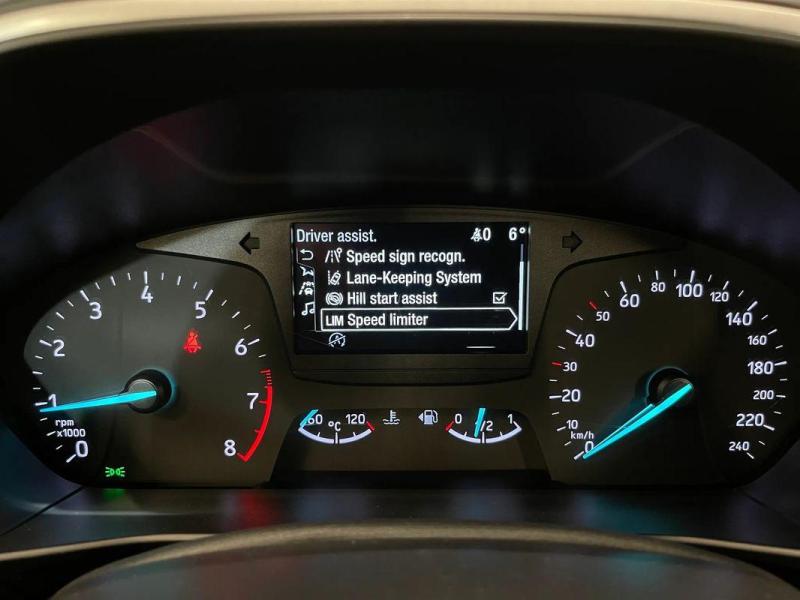 Driver assist. 0 6°
Speed sign recogn.
Lane-Keeping System
Hill start assist
LIM Speed limiter
0 1 2 3 4 5 6 7 8
rpm
x1000
60 °C 120
0 1/2 1
0 10 20 30 40 50 60 80 100 120 140 160 180 200 220 240
km/h